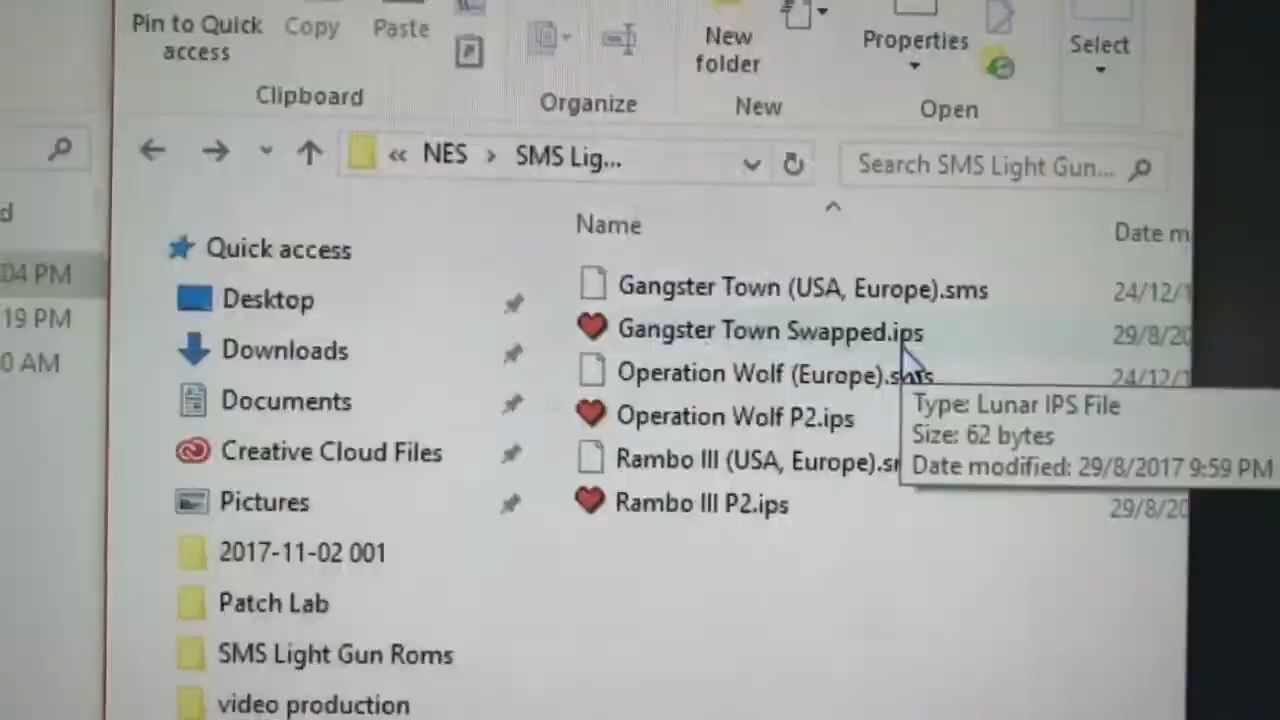 Pin to Quick access
Copy
Paste
Clipboard
Organize
New folder
New
Properties
Open
Select
« NES > SMS Lig...
Search SMS Light Gun...
d
04 PM
19 PM
0 AM
Name
Date m
Quick access
Desktop
Downloads
Documents
Creative Cloud Files
Pictures
2017-11-02 001
Patch Lab
SMS Light Gun Roms
video production
Gangster Town (USA, Europe).sms
24/12/1
Gangster Town Swapped.ips
29/8/20
Operation Wolf (Europe).sms
24/12/1
Operation Wolf P2.ips
Rambo III (USA, Europe).s
Rambo III P2.ips
29/8/20
Type: Lunar IPS File
Size: 62 bytes
Date modified: 29/8/2017 9:59 PM